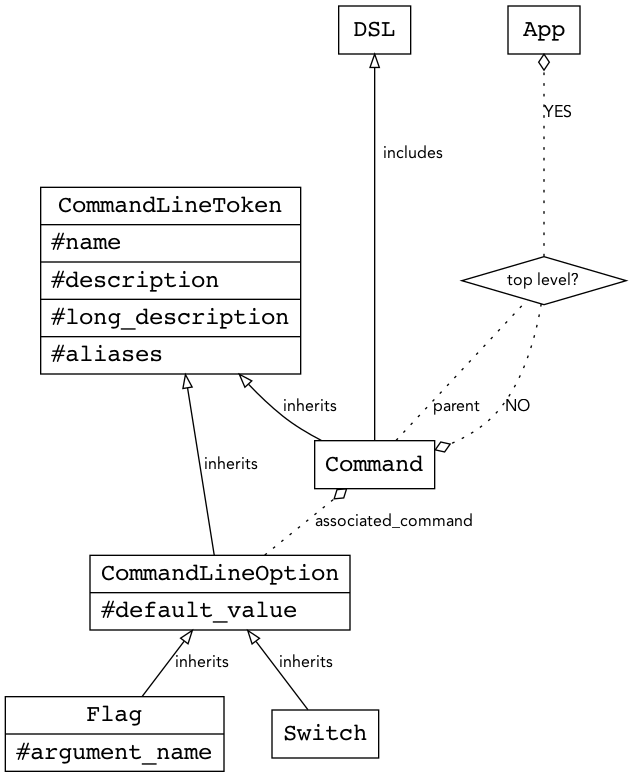 DSL
App
YES
includes
CommandLineToken
#name
#description
#long_description
#aliases
top level?
inherits
parent
NO
inherits
Command
associated_command
CommandLineOption
#default_value
inherits
inherits
Flag
#argument_name
Switch